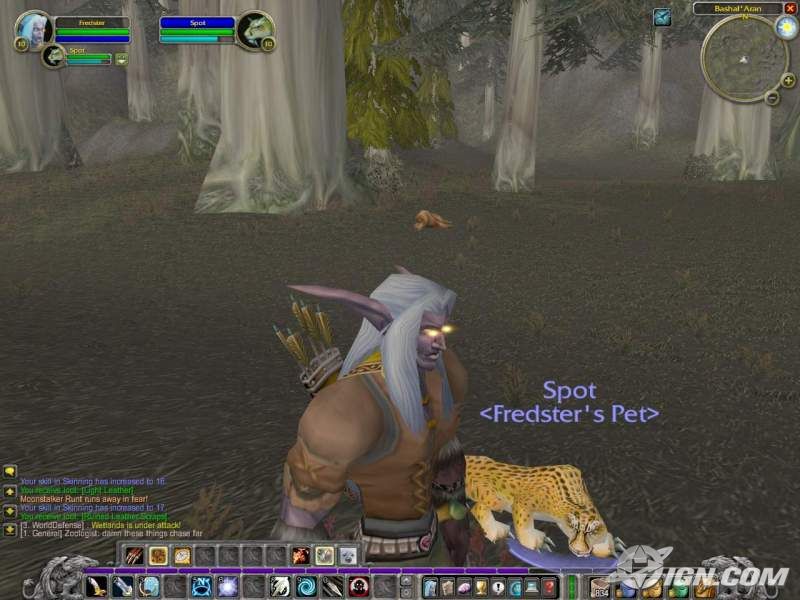 Fredster
Spot
Bashal'Aran
N
10
10
Spot
Spot
<Fredster's Pet>
Your skill in Skinning has increased to 16.
You receive loot: [Light Leather]
Moonstalker Runt runs away in fear!
Your skill in Skinning has increased to 17.
You receive loot: [Ruined Leather Scraps]
[3. WorldDefense] . Wetlands is under attack!
[1. General] Zoologist: damn these things chase far
834
IGN.COM